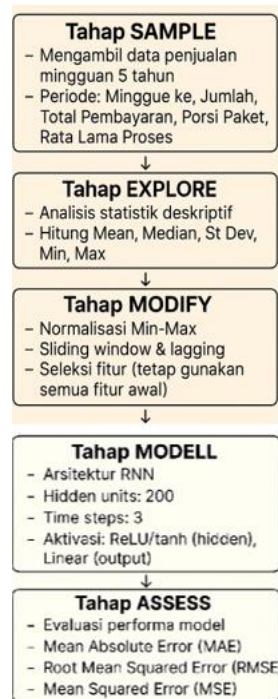 Tahap SAMPLE
– Mengambil data penjualan
mingguan 5 tahun
– Periode: Minggue ke, Jumlah,
Total Pembayaran, Porsi Paket,
Rata Lama Proses
↓
Tahap EXPLORE
– Analisis statistik deskriptif
– Hitung Mean, Median, St Dev,
Min, Max
↓
Tahap MODIFY
– Normalisasi Min-Max
– Sliding window & lagging
– Seleksi fitur (tetap gunakan
semua fitur awal)
↓
Tahap MODELL
- Arsitektur RNN
- Hidden units: 200
- Time steps: 3
- Aktivasi: ReLU/tanh (hidden),
Linear (output)
↓
Tahap ASSESS
- Evaluasi performa model
- Mean Absolute Error (MAE)
- Root Mean Squared Error (RMSE
- Mean Squared Error (MSE)